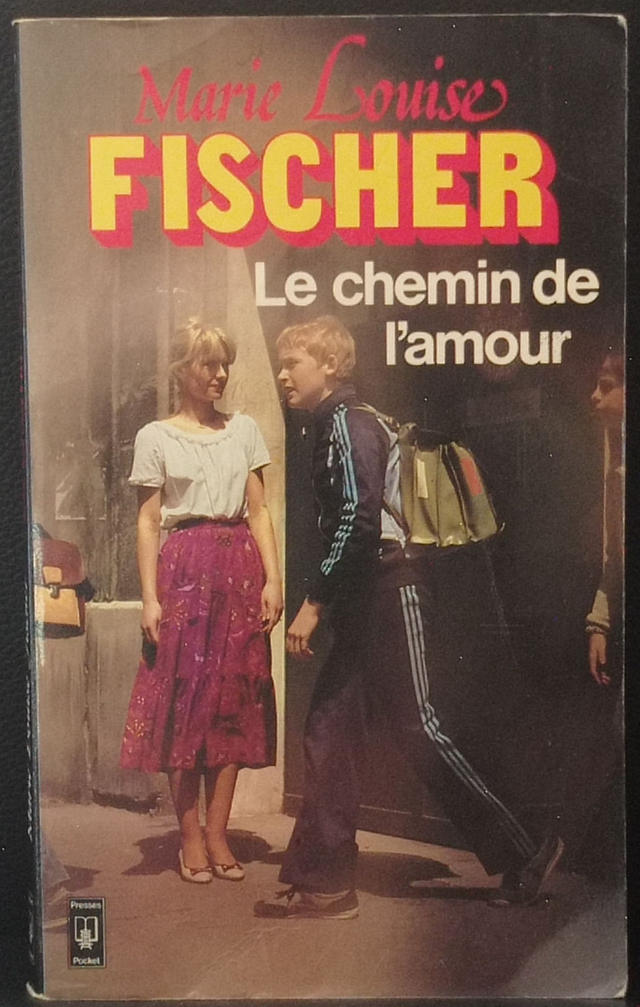 Marie Louise
FISCHER
Le chemin de
l'amour
Presses
Pocket